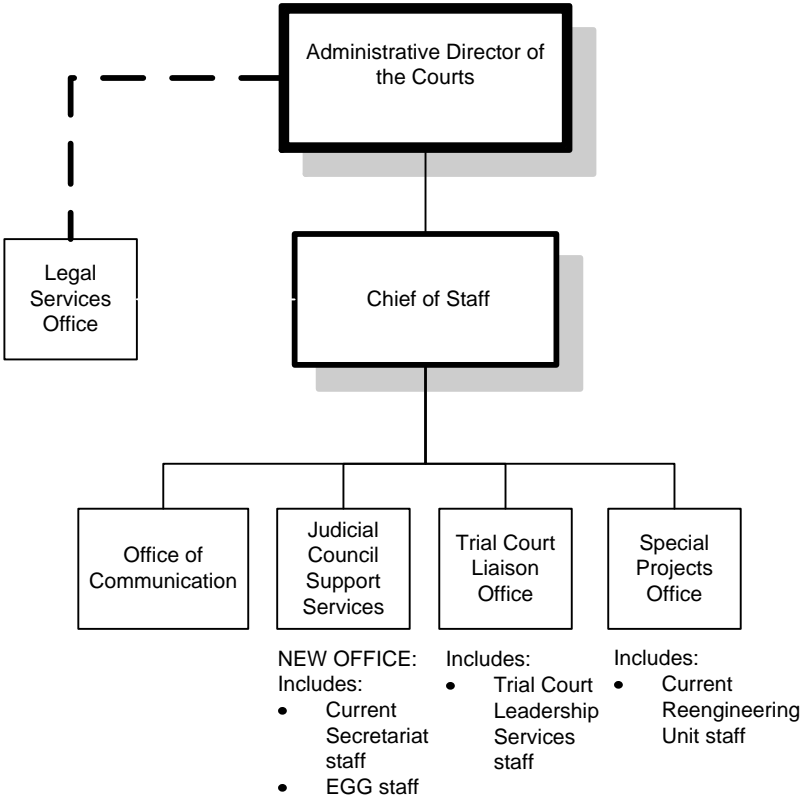 Administrative Director of
the Courts
Legal
Services
Office
Chief of Staff
Office of
Communication
Judicial
Council
Support
Services
Trial Court
Liaison
Office
Special
Projects
Office
NEW OFFICE:
Includes:
• Current
Secretariat
staff
• EGG staff
Includes:
• Trial Court
Leadership
Services
staff
Includes:
• Current
Reengineering
Unit staff